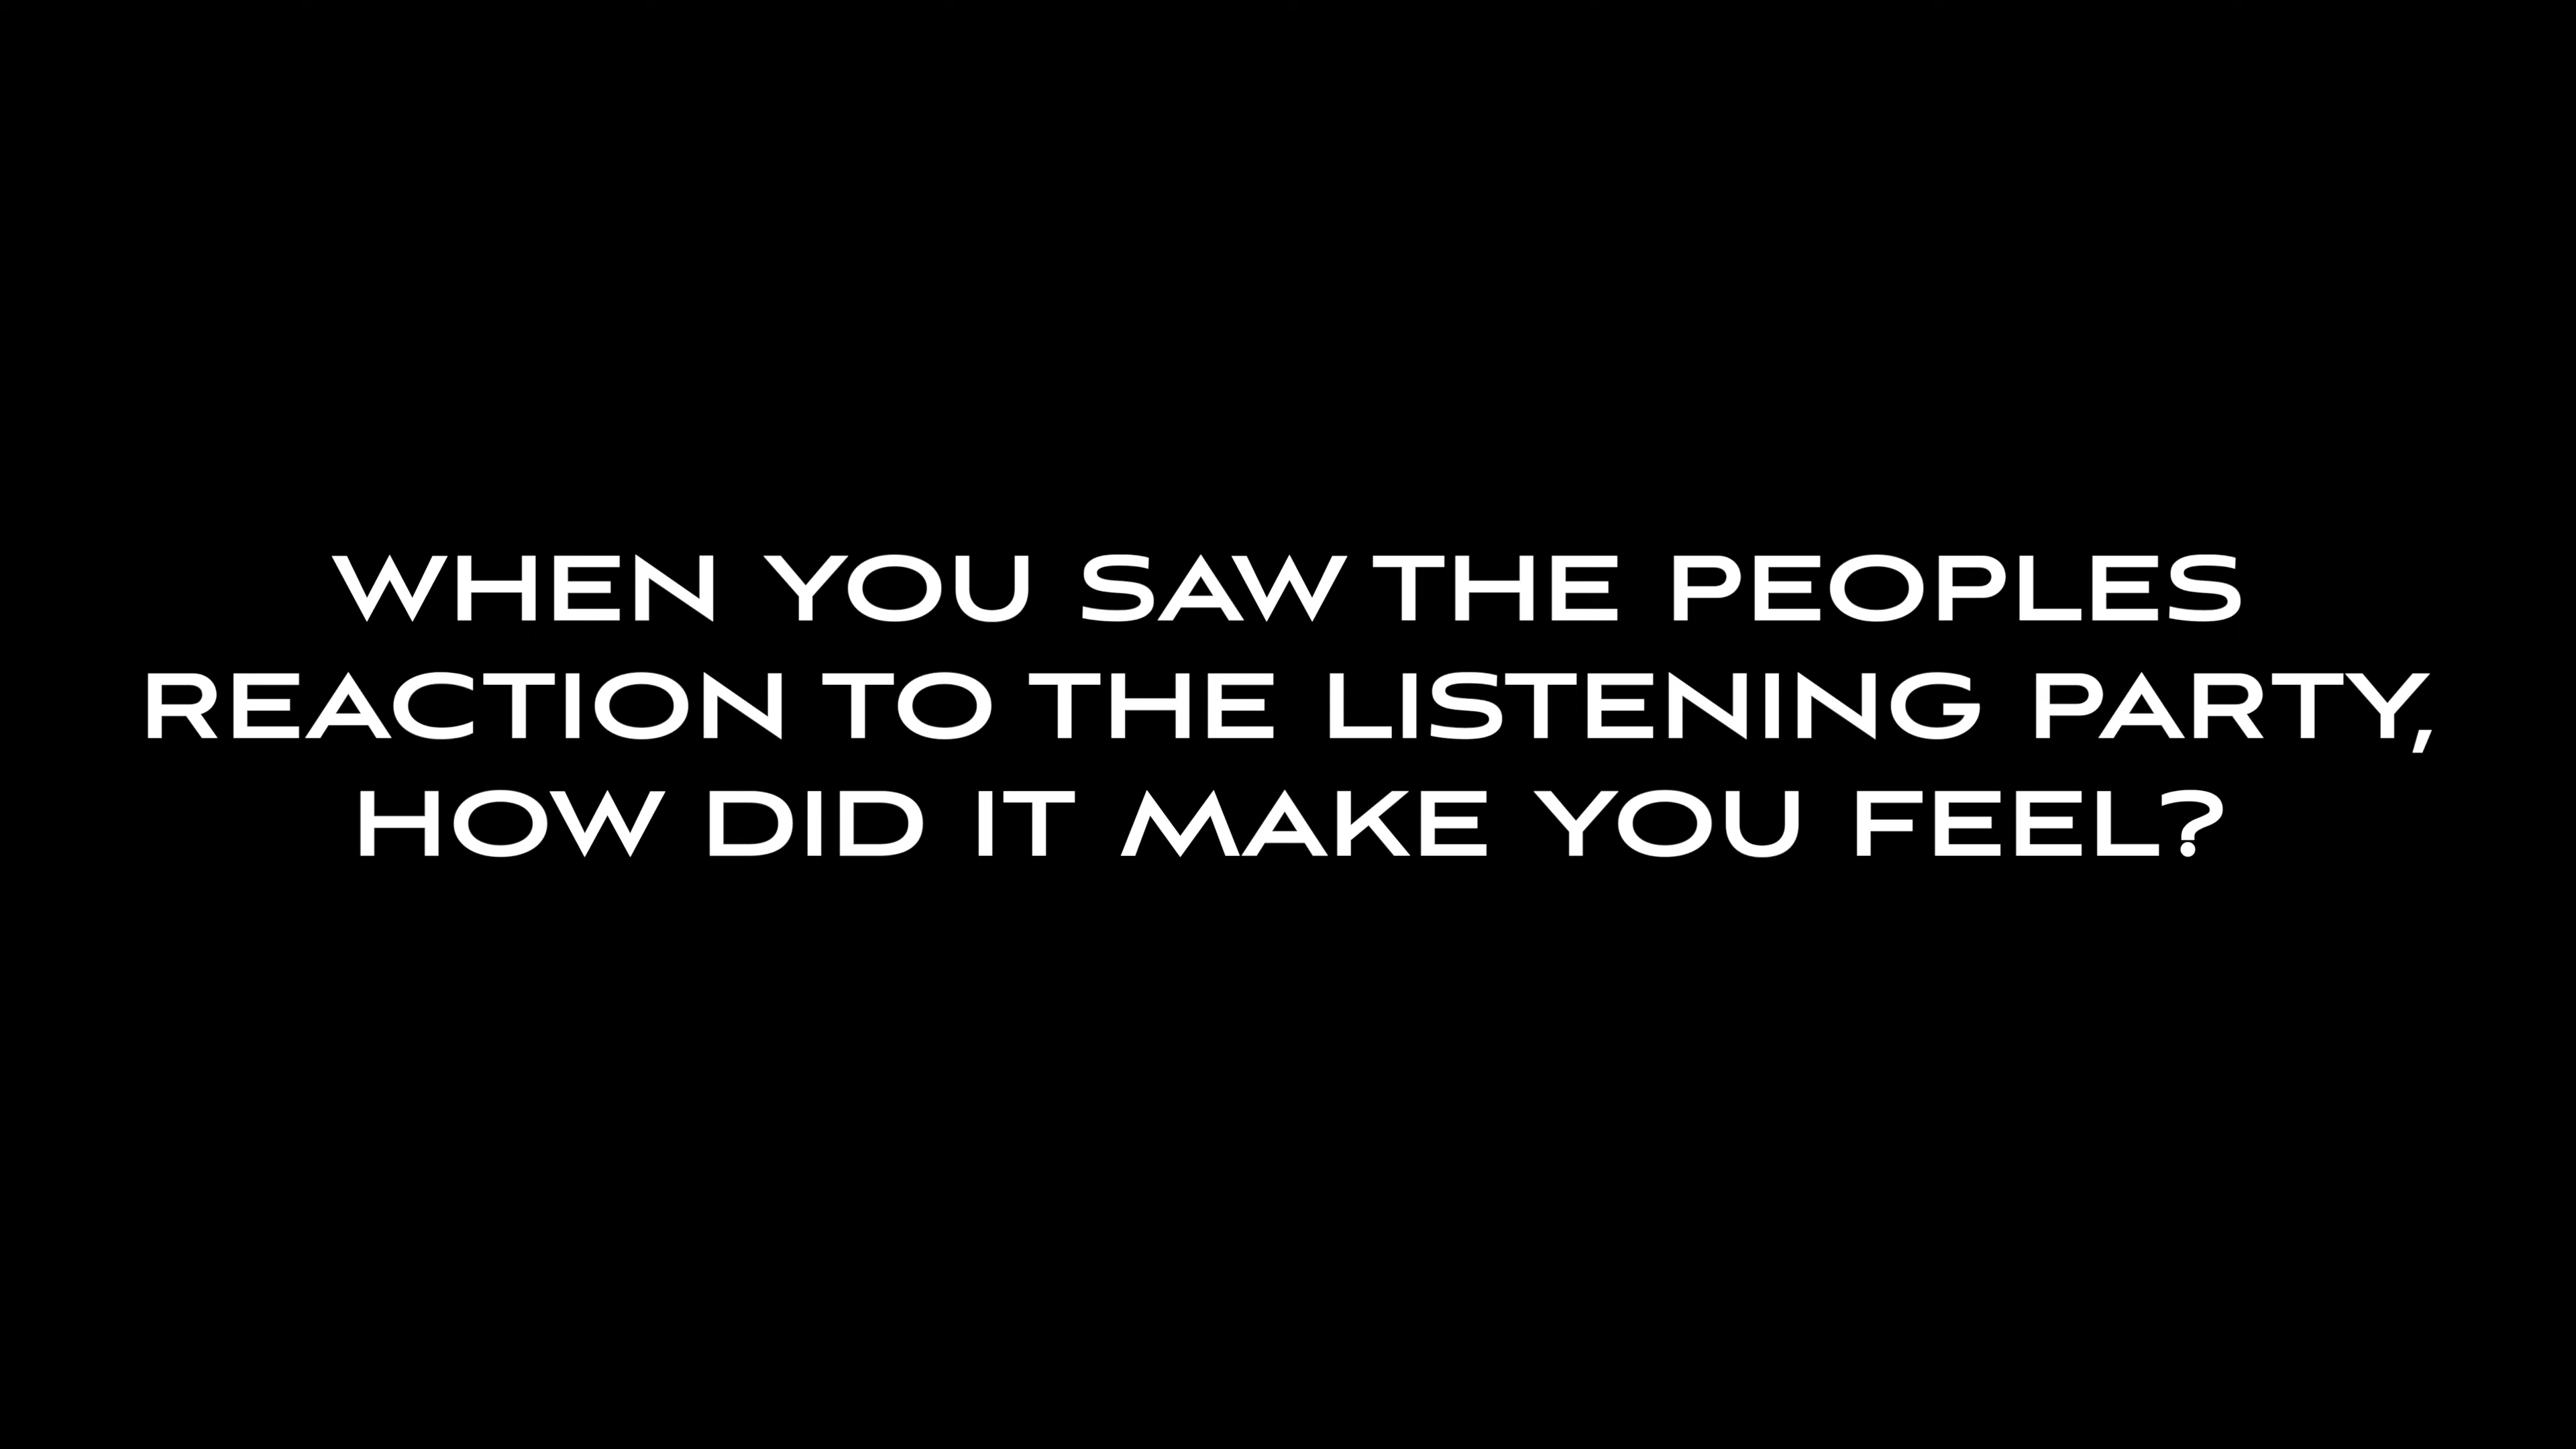 WHEN YOU SAW THE PEOPLES
REACTION TO THE LISTENING PARTY,
HOW DID IT MAKE YOU FEEL?